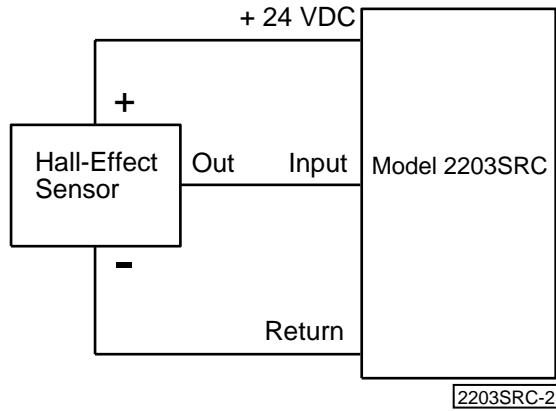 + 24 VDC
+
Hall-Effect
Sensor
Out
Input
Model 2203SRC
-
Return
2203SRC-2